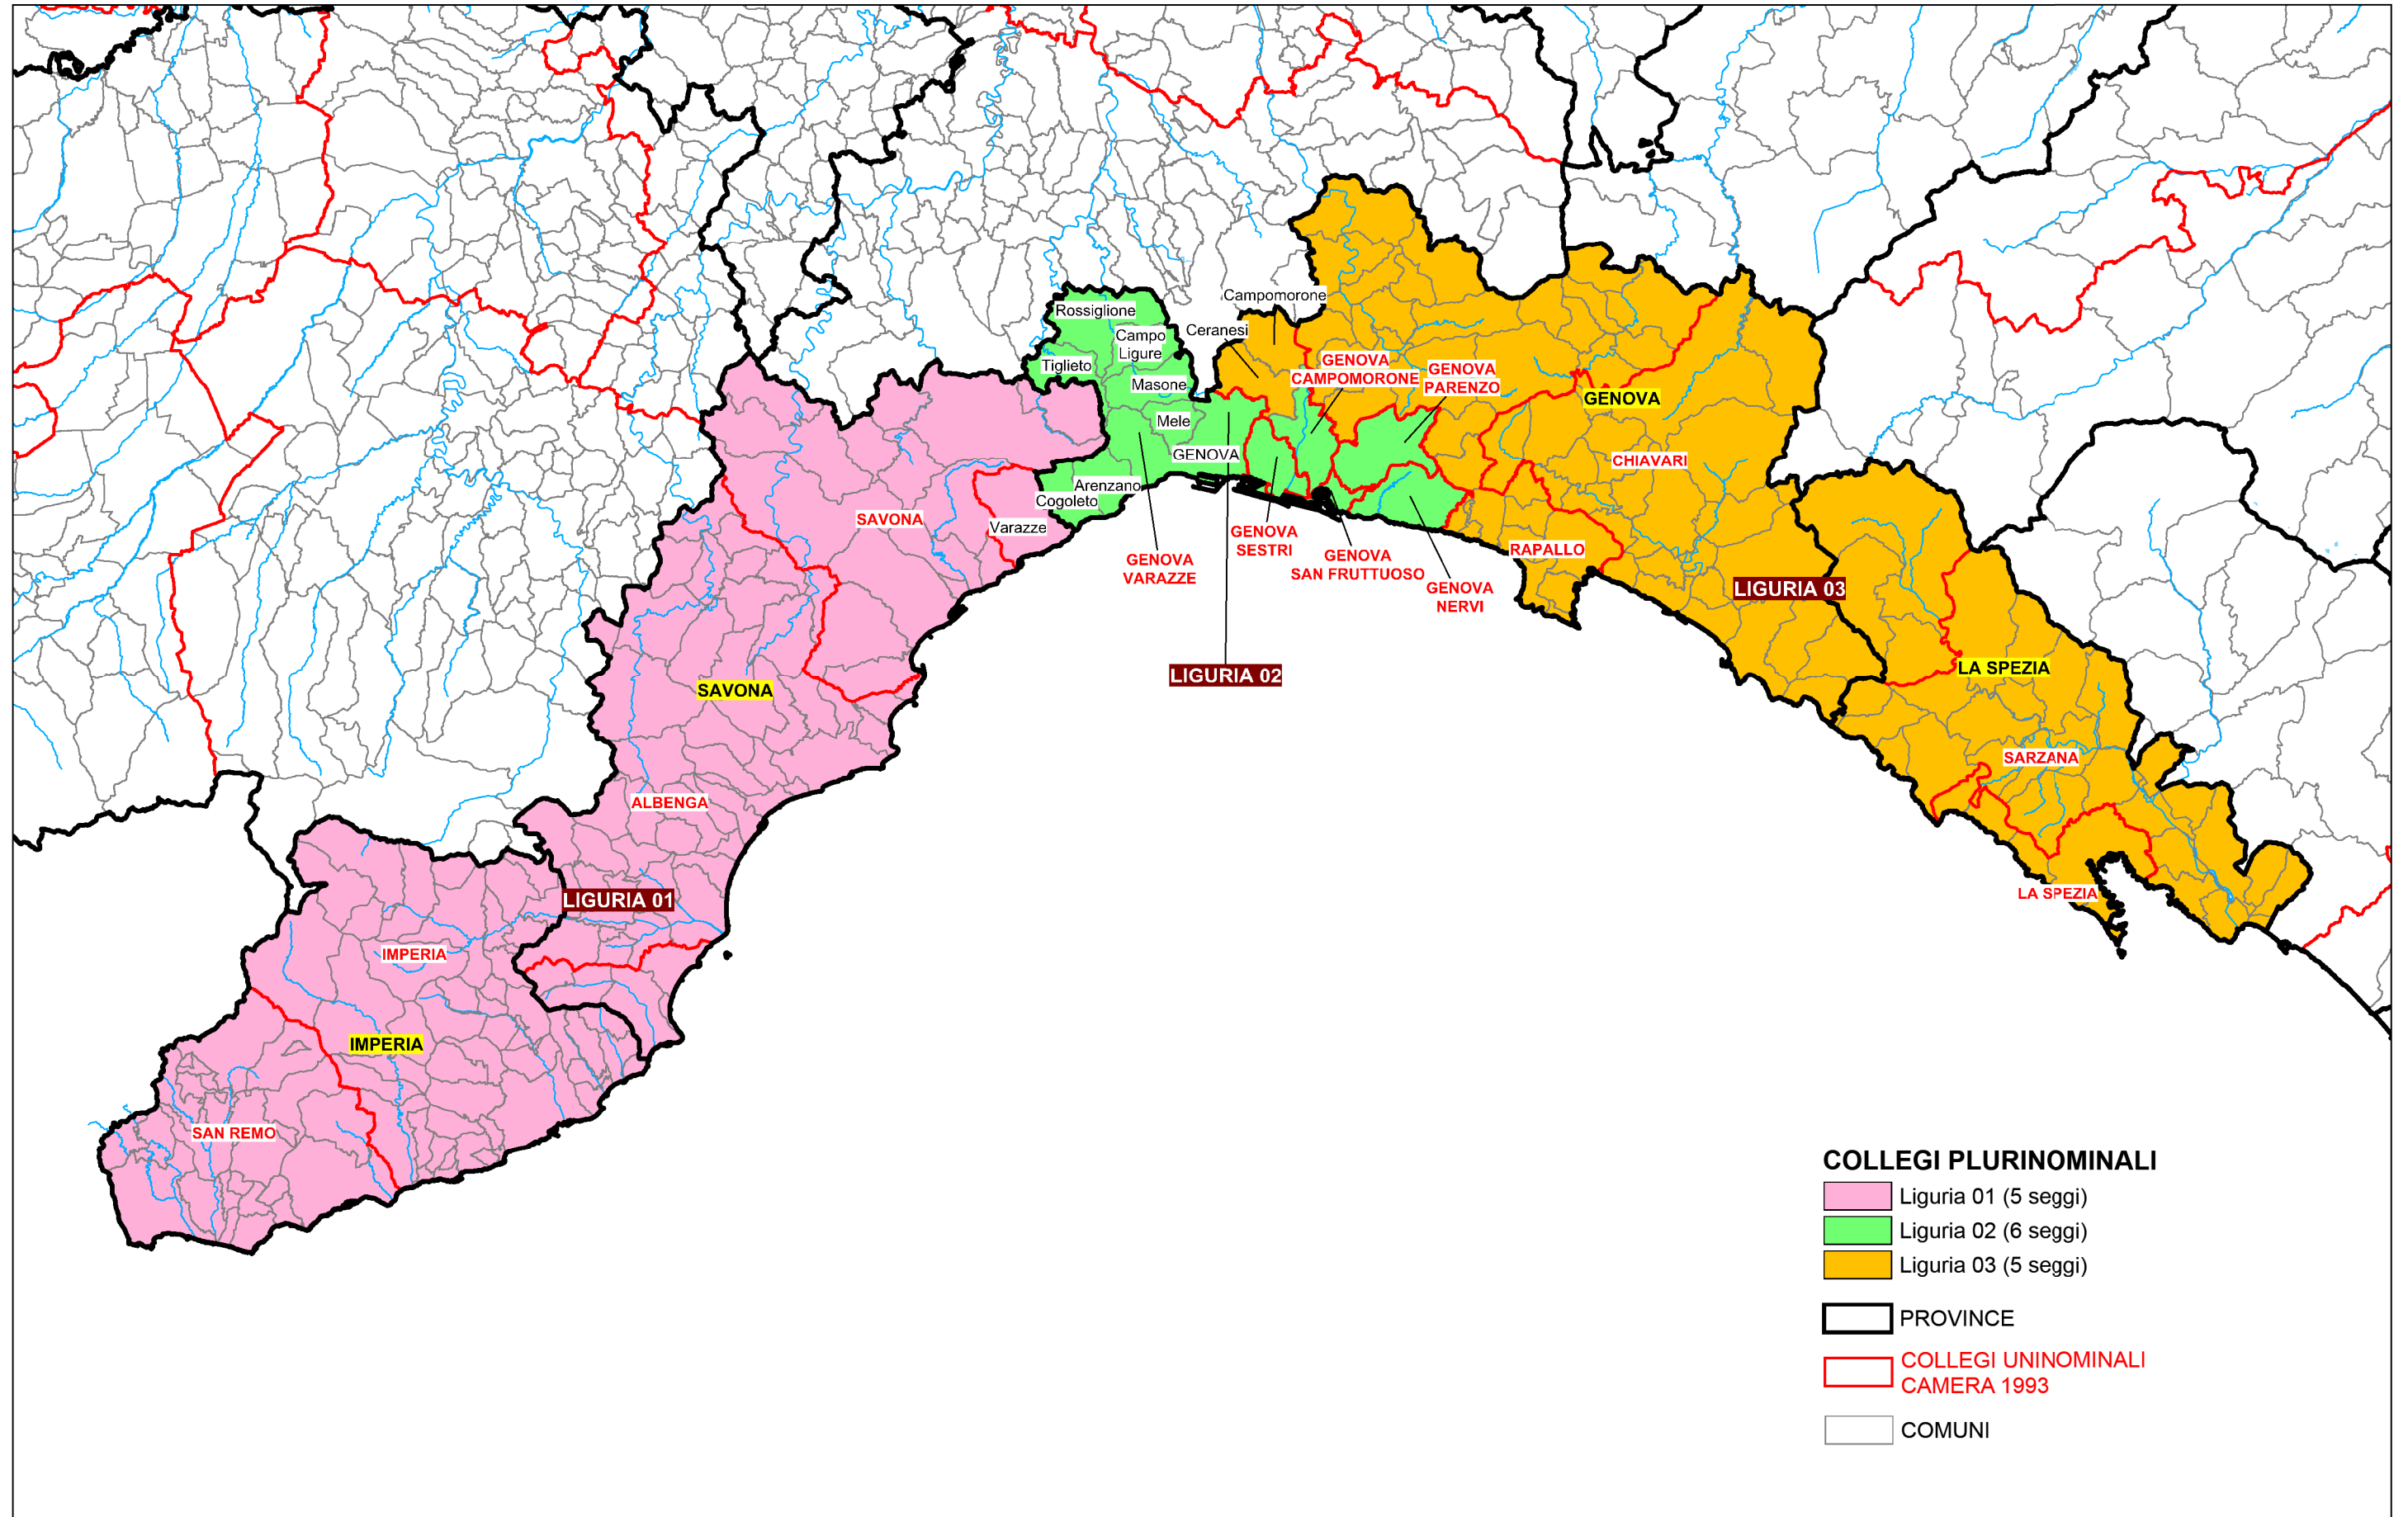 Campomorone
Rossiglione
Ceranesi
Campo
Ligure
Tiglieto
GENOVA
CAMPOMORONE
GENOVA
PARENZO
Masone
GENOVA
Mele
GENOVA
CHIAVARI
Arenzano
Cogoleto
SAVONA
Varazze
GENOVA
SESTRI
GENOVA
VARAZZE
GENOVA
SAN FRUTTUOSO
RAPALLO
GENOVA
NERVI
LIGURIA 03
LIGURIA 02
LA SPEZIA
SAVONA
SARZANA
ALBENGA
LIGURIA 01
LA SPEZIA
IMPERIA
IMPERIA
SAN REMO
COLLEGI PLURINOMINALI
Liguria 01 (5 seggi)
Liguria 02 (6 seggi)
Liguria 03 (5 seggi)
PROVINCE
COLLEGI UNINOMINALI
CAMERA 1993
COMUNI